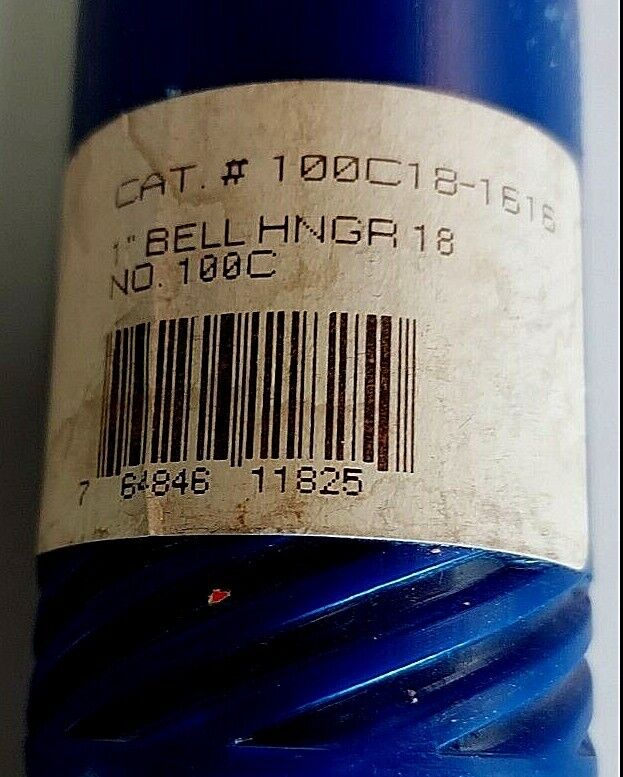 CAT. # 100C18-1616
1" BELL HNGR 18
NO. 100C
7 64846 11825